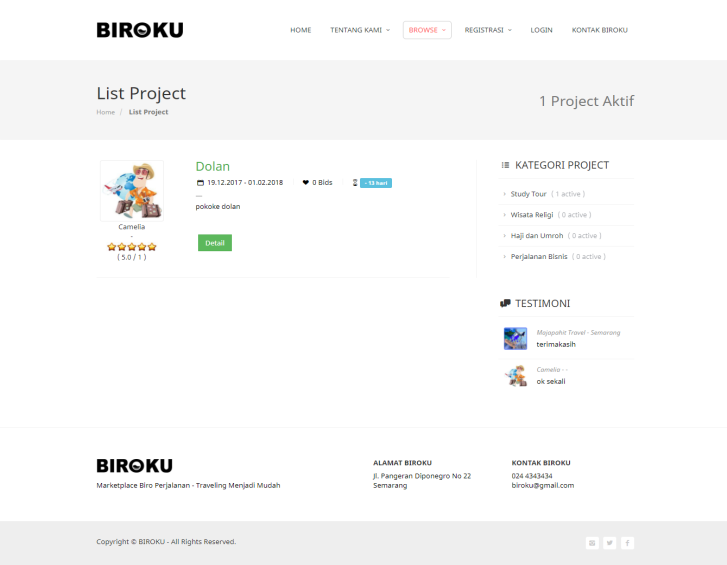 BIROKU
HOME TENTANG KAMI BROWSE REGISTRASI LOGIN KONTAK BIROKU
List Project
Home / List Project
1 Project Aktif
Dolan
19.12.2017 - 01.02.2018 0 Bids - 13 hari
---
pokoke dolan
Detail
Camelia
-
( 5.0 / 1 )
KATEGORI PROJECT
Study Tour ( 1 active )
Wisata Religi ( 0 active )
Haji dan Umroh ( 0 active )
Perjalanan Bisnis ( 0 active )
TESTIMONI
Majapahit Travel - Semarang
terimakasih
Camelia - -
ok sekali
BIROKU
Marketplace Biro Perjalanan - Traveling Menjadi Mudah
ALAMAT BIROKU
Jl. Pangeran Diponegro No 22
Semarang
KONTAK BIROKU
024 4343434
biroku@gmail.com
Copyright © BIROKU - All Rights Reserved.